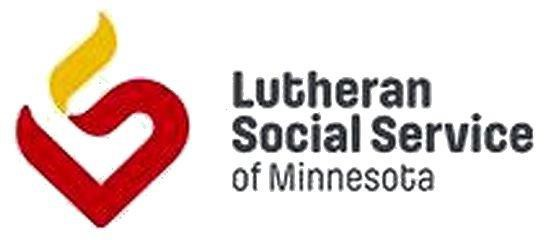 Lutheran
Social Service
of Minnesota